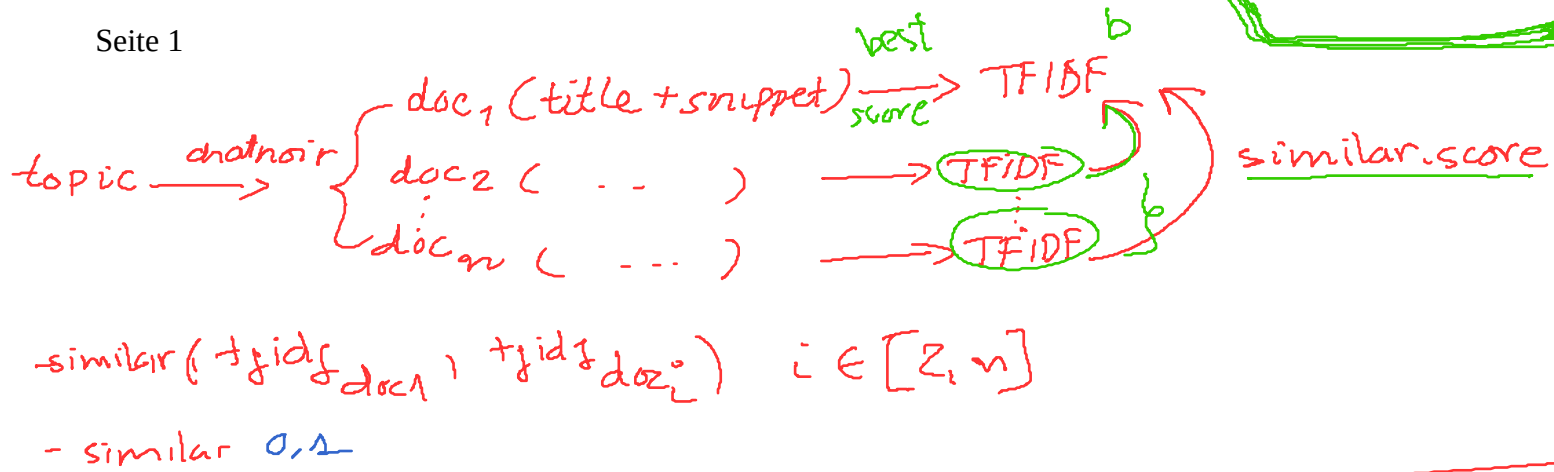 Seite 1
best b
doc1 (title + snippet) → TFIDF
score
topic chatnoir → doc2 ( - - ) → TFiDF similar.score
⋮
docn ( - - - ) → TFiDF
similar(tfidf doc1, tfidf doci) i ∈ [2, n]
- similar 0,1